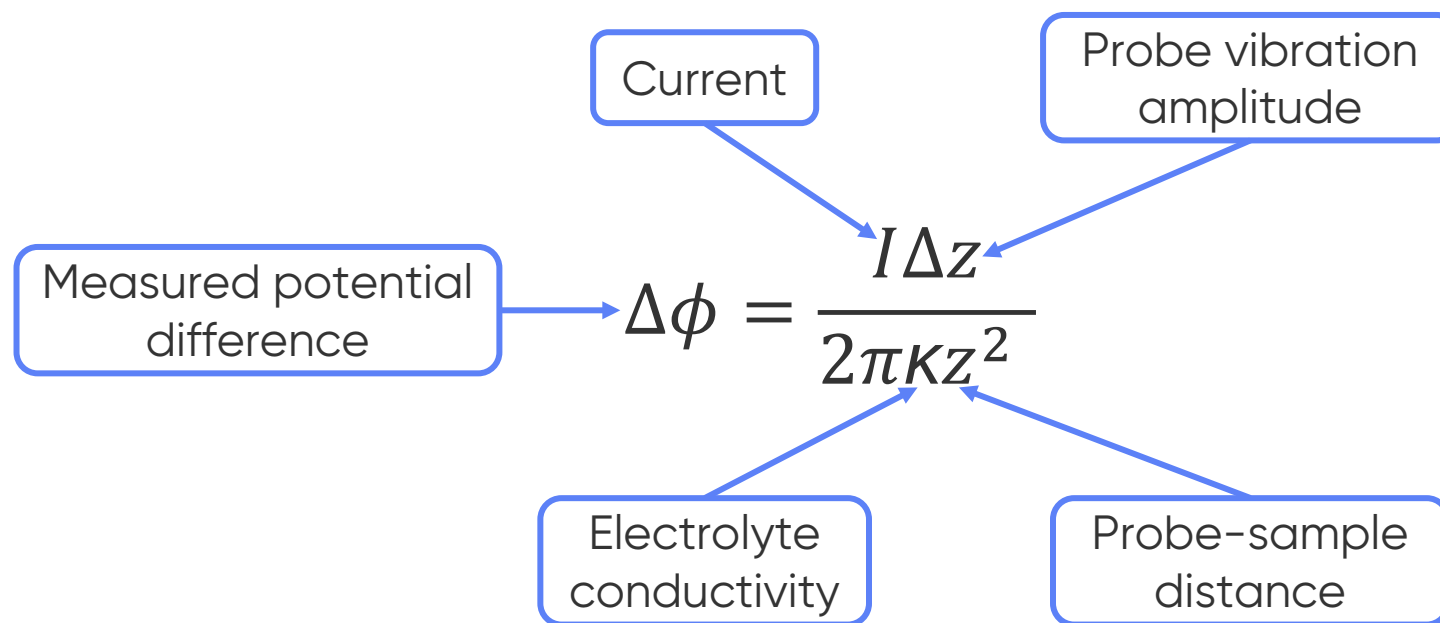 Current
Probe vibration
amplitude
Measured potential
difference
Δϕ = IΔz / 2πκz²
Electrolyte
conductivity
Probe-sample
distance